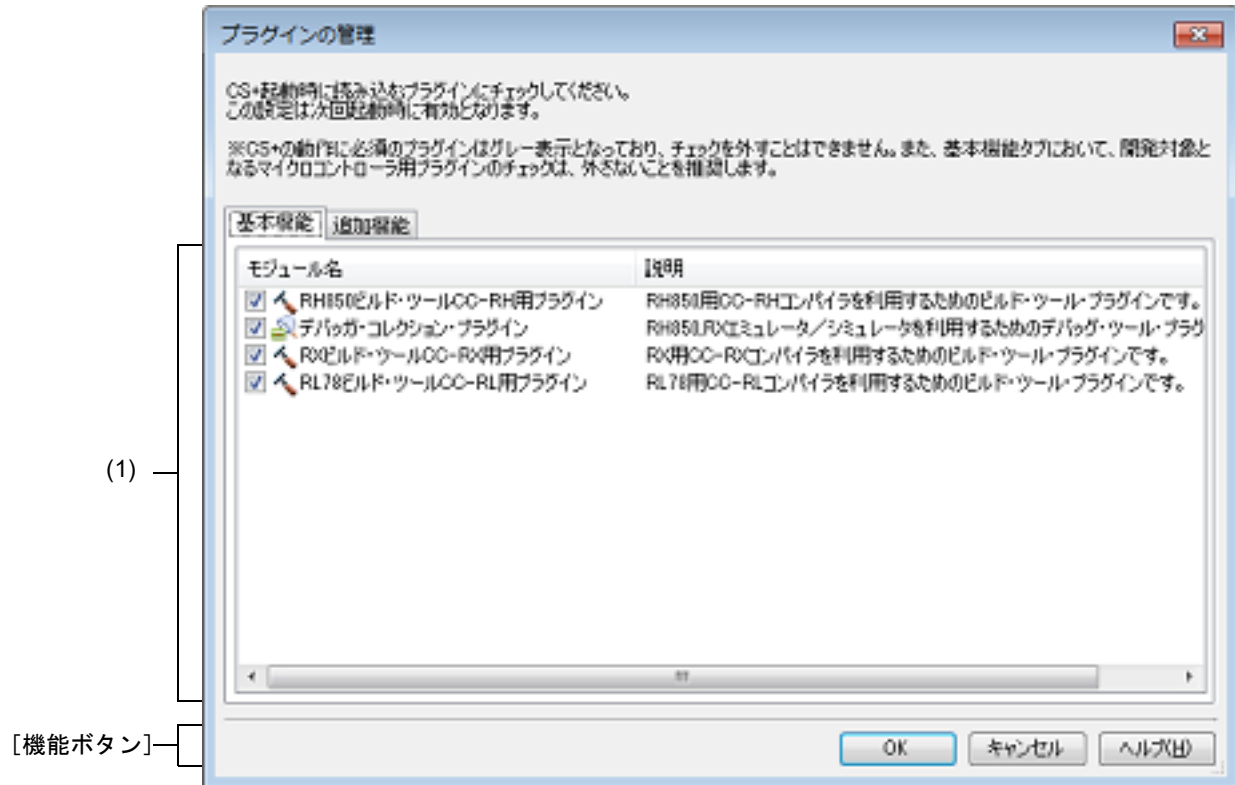 プラグインの管理
CS+起動時に読み込むプラグインにチェックしてください。
この設定は次回起動時に有効となります。
※CS+の動作に必須のプラグインはグレー表示となっており、チェックを外すことはできません。また、基本機能タブにおいて、開発対象と
なるマイクロコントローラ用プラグインのチェックは、外さないことを推奨します。
基本機能 追加機能
モジュール名 説明
RH850ビルド・ツールCC-RH用プラグイン RH850用CC-RHコンパイラを利用するためのビルド・ツール・プラグインです。
デバッガ・コレクション・プラグイン RH850,RXエミュレータ／シミュレータを利用するためのデバッグ・ツール・プラグ
RXビルド・ツールCC-RX用プラグイン RX用CC-RXコンパイラを利用するためのビルド・ツール・プラグインです。
RL78ビルド・ツールCC-RL用プラグイン RL78用CC-RLコンパイラを利用するためのビルド・ツール・プラグインです。
(1)
[機能ボタン]
OK キャンセル ヘルプ(H)